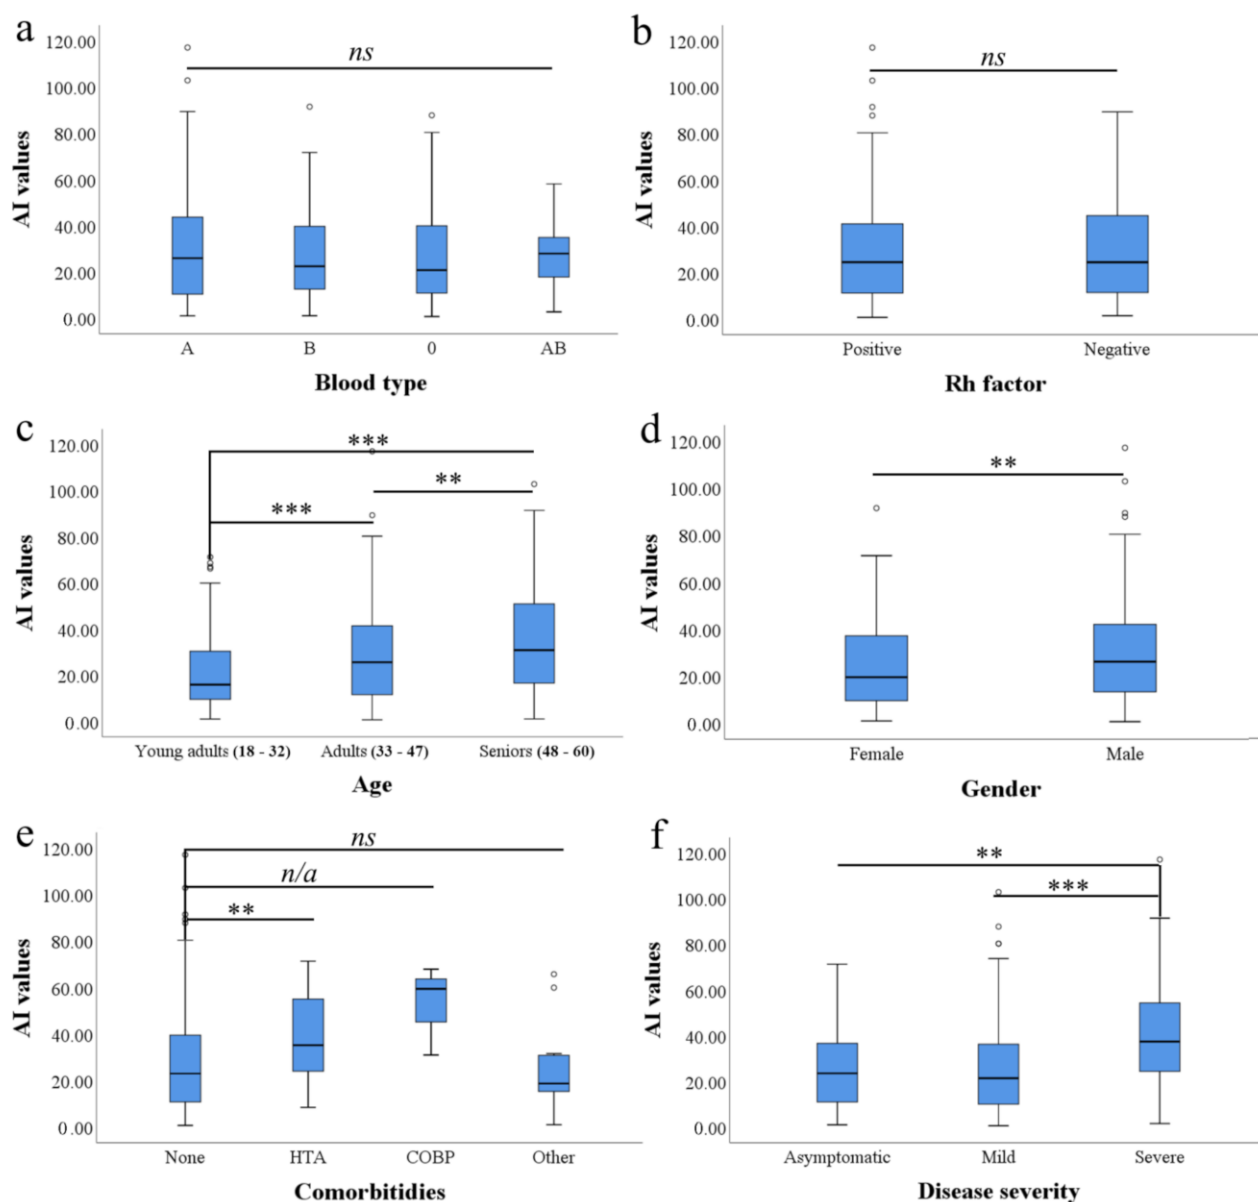 a
120.00
100.00
80.00
60.00
40.00
20.00
0.00
AI values
ns
A B 0 AB
Blood type
b
120.00
100.00
80.00
60.00
40.00
20.00
0.00
AI values
ns
Positive Negative
Rh factor
c
120.00
100.00
80.00
60.00
40.00
20.00
0.00
AI values
***
**
***
Young adults (18 - 32) Adults (33 - 47) Seniors (48 - 60)
Age
d
120.00
100.00
80.00
60.00
40.00
20.00
0.00
AI values
**
Female Male
Gender
e
120.00
100.00
80.00
60.00
40.00
20.00
0.00
AI values
ns
n/a
**
None HTA COBP Other
Comorbitidies
f
120.00
100.00
80.00
60.00
40.00
20.00
0.00
AI values
**
***
Asymptomatic Mild Severe
Disease severity